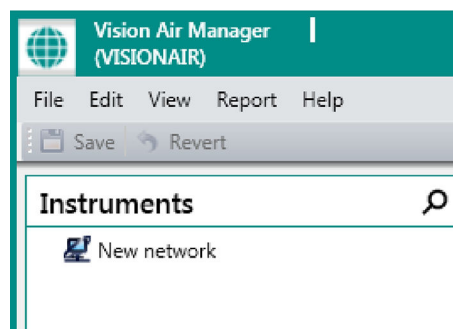 Vision Air Manager
(VISIONAIR)
File Edit View Report Help
Save Revert
Instruments
New network